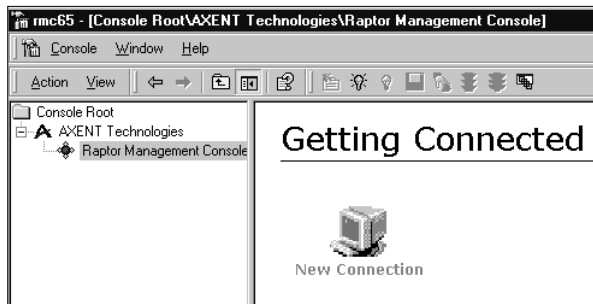 rmc65 - [Console Root\AXENT Technologies\Raptor Management Console]
Console Window Help
Action View
Console Root
AXENT Technologies
Raptor Management Console
Getting Connected
New Connection